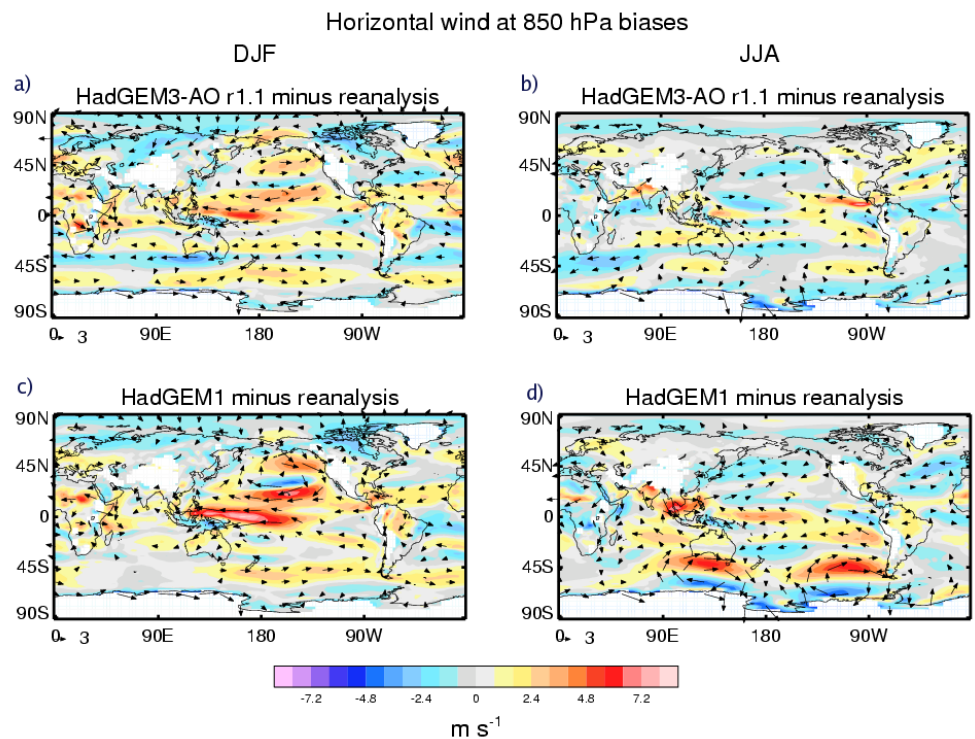 Horizontal wind at 850 hPa biases
DJF
JJA
a)
HadGEM3-AO r1.1 minus reanalysis
90N
45N
0
45S
90S
0
3
90E
180
90W
b)
HadGEM3-AO r1.1 minus reanalysis
90N
45N
0
45S
90S
0
3
90E
180
90W
c)
HadGEM1 minus reanalysis
90N
45N
0
45S
90S
0
3
90E
180
90W
d)
HadGEM1 minus reanalysis
90N
45N
0
45S
90S
0
3
90E
180
90W
-7.2 -4.8 -2.4 0 2.4 4.8 7.2
m s⁻¹